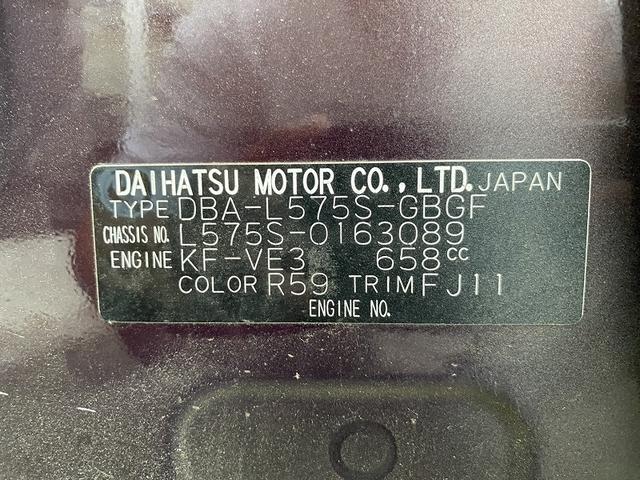 DAIHATSU MOTOR CO., LTD. JAPAN
TYPE DBA-L575S-GBGF
CHASSIS NO. L575S-0163089
ENGINE KF-VE3 658cc
COLOR R59 TRIM FJ11
ENGINE NO.